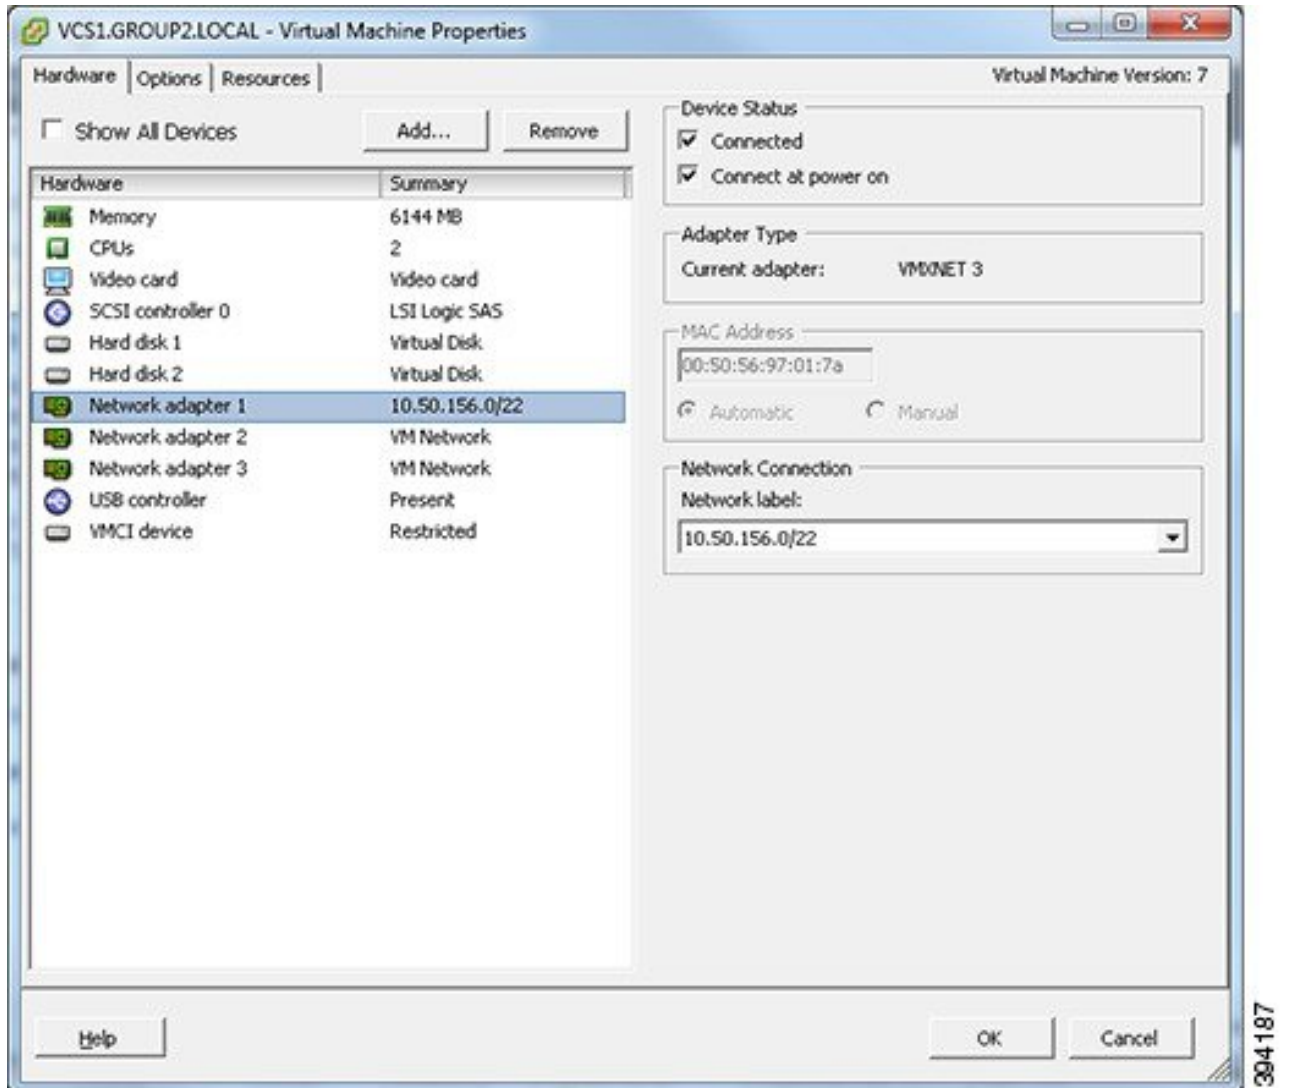 VCS1.GROUP2.LOCAL - Virtual Machine Properties
Hardware Options Resources
Virtual Machine Version: 7
Show All Devices
Add...
Remove
Hardware Summary
Memory 6144 MB
CPUs 2
Video card Video card
SCSI controller 0 LSI Logic SAS
Hard disk 1 Virtual Disk
Hard disk 2 Virtual Disk
Network adapter 1 10.50.156.0/22
Network adapter 2 VM Network
Network adapter 3 VM Network
USB controller Present
VMCI device Restricted
Device Status
Connected
Connect at power on
Adapter Type
Current adapter: VMXNET 3
MAC Address
00:50:56:97:01:7a
Automatic Manual
Network Connection
Network label:
10.50.156.0/22
Help
OK
Cancel
394187